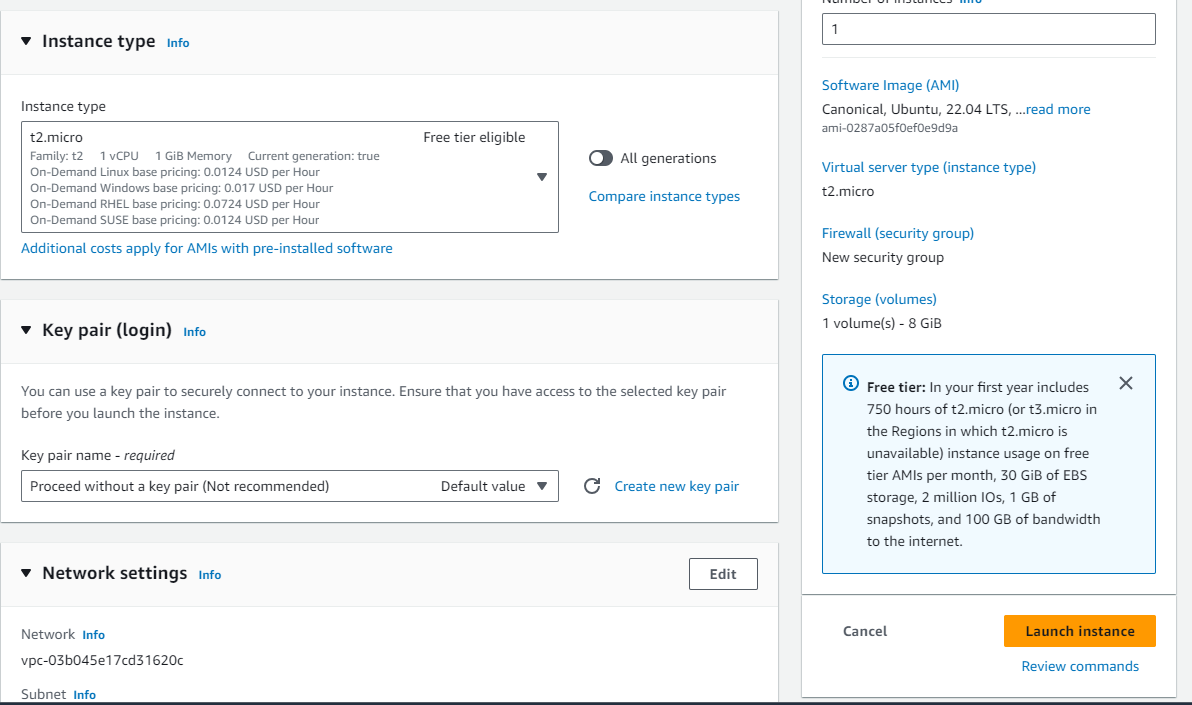 Instance type Info
Instance type
t2.micro Free tier eligible
Family: t2 1 vCPU 1 GiB Memory Current generation: true
On-Demand Linux base pricing: 0.0124 USD per Hour
On-Demand Windows base pricing: 0.017 USD per Hour
On-Demand RHEL base pricing: 0.0724 USD per Hour
On-Demand SUSE base pricing: 0.0124 USD per Hour
All generations
Compare instance types
Additional costs apply for AMIs with pre-installed software
Key pair (login) Info
You can use a key pair to securely connect to your instance. Ensure that you have access to the selected key pair
before you launch the instance.
Key pair name - required
Proceed without a key pair (Not recommended) Default value
Create new key pair
Network settings Info
Edit
Network Info
vpc-03b045e17cd31620c
Subnet Info
Number of instances Info
1
Software Image (AMI)
Canonical, Ubuntu, 22.04 LTS, ...read more
ami-0287a05f0ef0e9d9a
Virtual server type (instance type)
t2.micro
Firewall (security group)
New security group
Storage (volumes)
1 volume(s) - 8 GiB
Free tier: In your first year includes
750 hours of t2.micro (or t3.micro in
the Regions in which t2.micro is
unavailable) instance usage on free
tier AMIs per month, 30 GiB of EBS
storage, 2 million IOs, 1 GB of
snapshots, and 100 GB of bandwidth
to the internet.
Cancel
Launch instance
Review commands